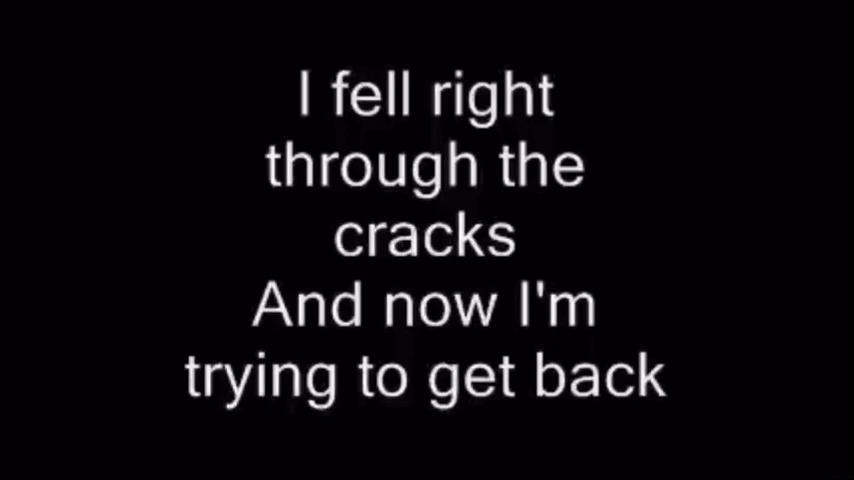 I fell right
through the
cracks
And now I'm
trying to get back